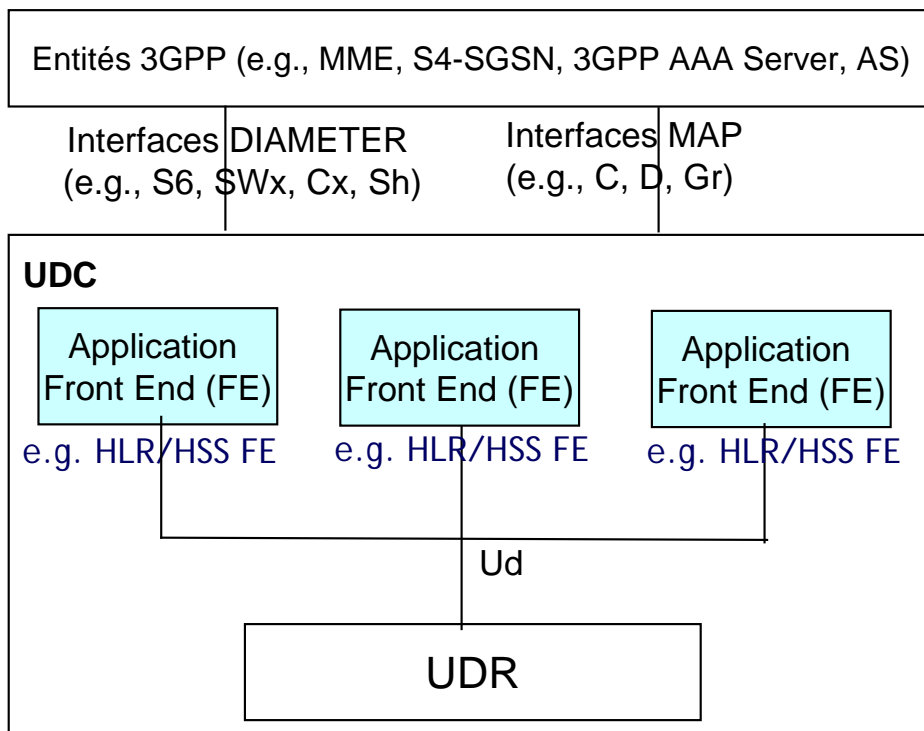 Entités 3GPP (e.g., MME, S4-SGSN, 3GPP AAA Server, AS)
Interfaces DIAMETER
(e.g., S6, SWx, Cx, Sh)
Interfaces MAP
(e.g., C, D, Gr)
UDC
Application
Front End (FE)
e.g. HLR/HSS FE
Application
Front End (FE)
e.g. HLR/HSS FE
Application
Front End (FE)
e.g. HLR/HSS FE
Ud
UDR